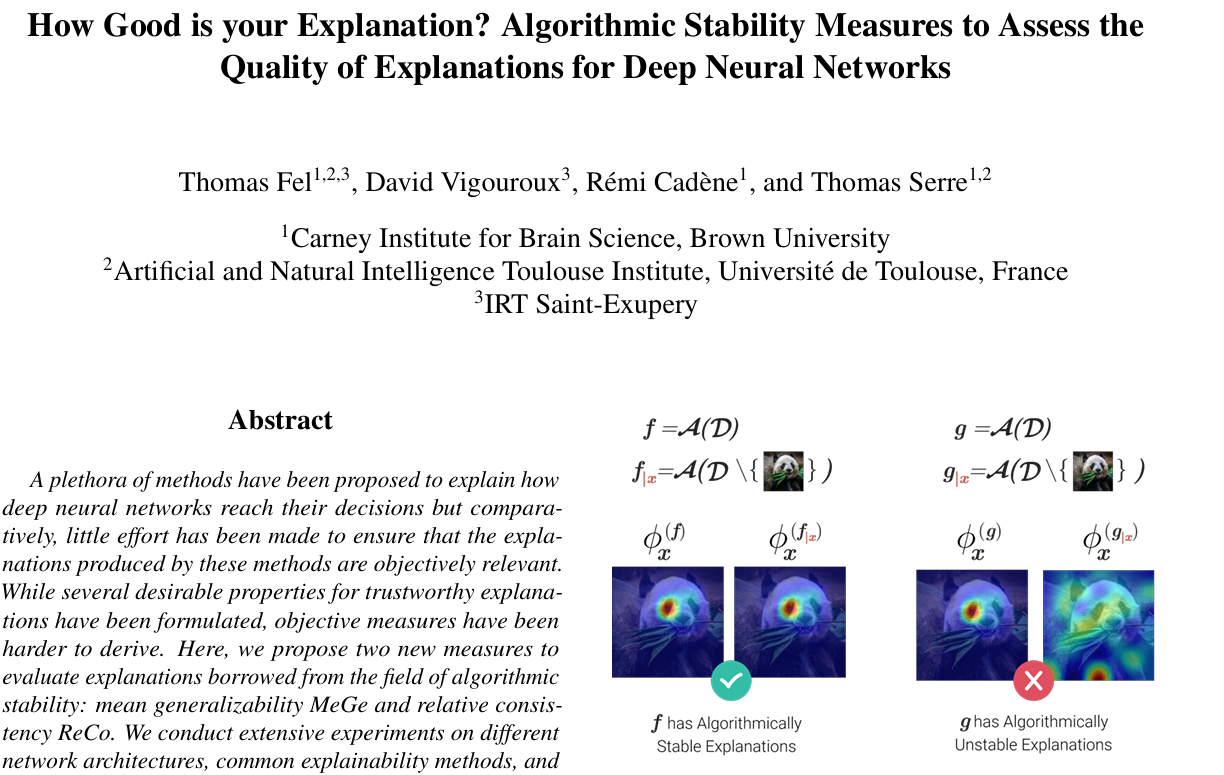 How Good is your Explanation? Algorithmic Stability Measures to Assess the
Quality of Explanations for Deep Neural Networks
Thomas Fel1,2,3, David Vigouroux3, Rémi Cadène1, and Thomas Serre1,2
1Carney Institute for Brain Science, Brown University
2Artificial and Natural Intelligence Toulouse Institute, Université de Toulouse, France
3IRT Saint-Exupery
Abstract
A plethora of methods have been proposed to explain how
deep neural networks reach their decisions but compara-
tively, little effort has been made to ensure that the expla-
nations produced by these methods are objectively relevant.
While several desirable properties for trustworthy explana-
tions have been formulated, objective measures have been
harder to derive. Here, we propose two new measures to
evaluate explanations borrowed from the field of algorithmic
stability: mean generalizability MeGe and relative consis-
tency ReCo. We conduct extensive experiments on different
network architectures, common explainability methods, and
f = A(D)
f|x = A(D \ { } )
ϕx(f) ϕx(f|x)
f has Algorithmically
Stable Explanations
g = A(D)
g|x = A(D \ { } )
ϕx(g) ϕx(g|x)
g has Algorithmically
Unstable Explanations